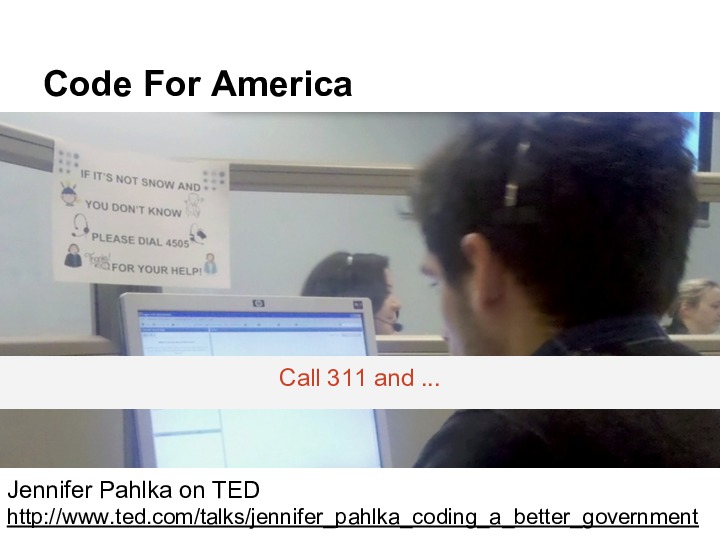 Code For America
IF IT'S NOT SNOW AND
YOU DON'T KNOW
PLEASE DIAL 4505
Thanks!
FOR YOUR HELP!
hp
Call 311 and ...
Jennifer Pahlka on TED
http://www.ted.com/talks/jennifer_pahlka_coding_a_better_government